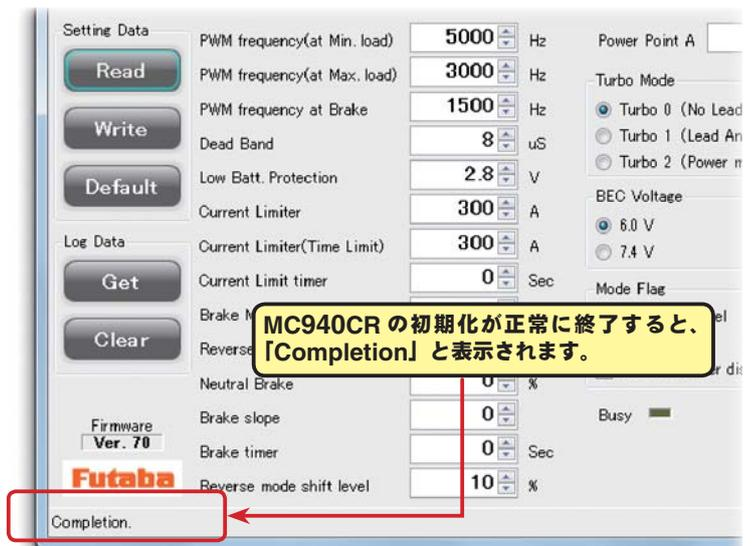 Setting Data
Read
Write
Default
Log Data
Get
Clear
Firmware
Ver. 70
Futaba
PWM frequency(at Min. load) 5000 Hz
PWM frequency(at Max. load) 3000 Hz
PWM frequency at Brake 1500 Hz
Dead Band 8 uS
Low Batt. Protection 2.8 V
Current Limiter 300 A
Current Limiter(Time Limit) 300 A
Current Limit timer 0 Sec
Brake
MC940CR の初期化が正常に終了すると、
「Completion」と表示されます。
Reverse
Neutral Brake 0 %
Brake slope 0
Brake timer 0 Sec
Reverse mode shift level 10 %
Power Point A
Turbo Mode
Turbo 0 (No Lead
Turbo 1 (Lead
Turbo 2 (Power
BEC Voltage
6.0 V
7.4 V
Mode Flag
Busy
Completion.